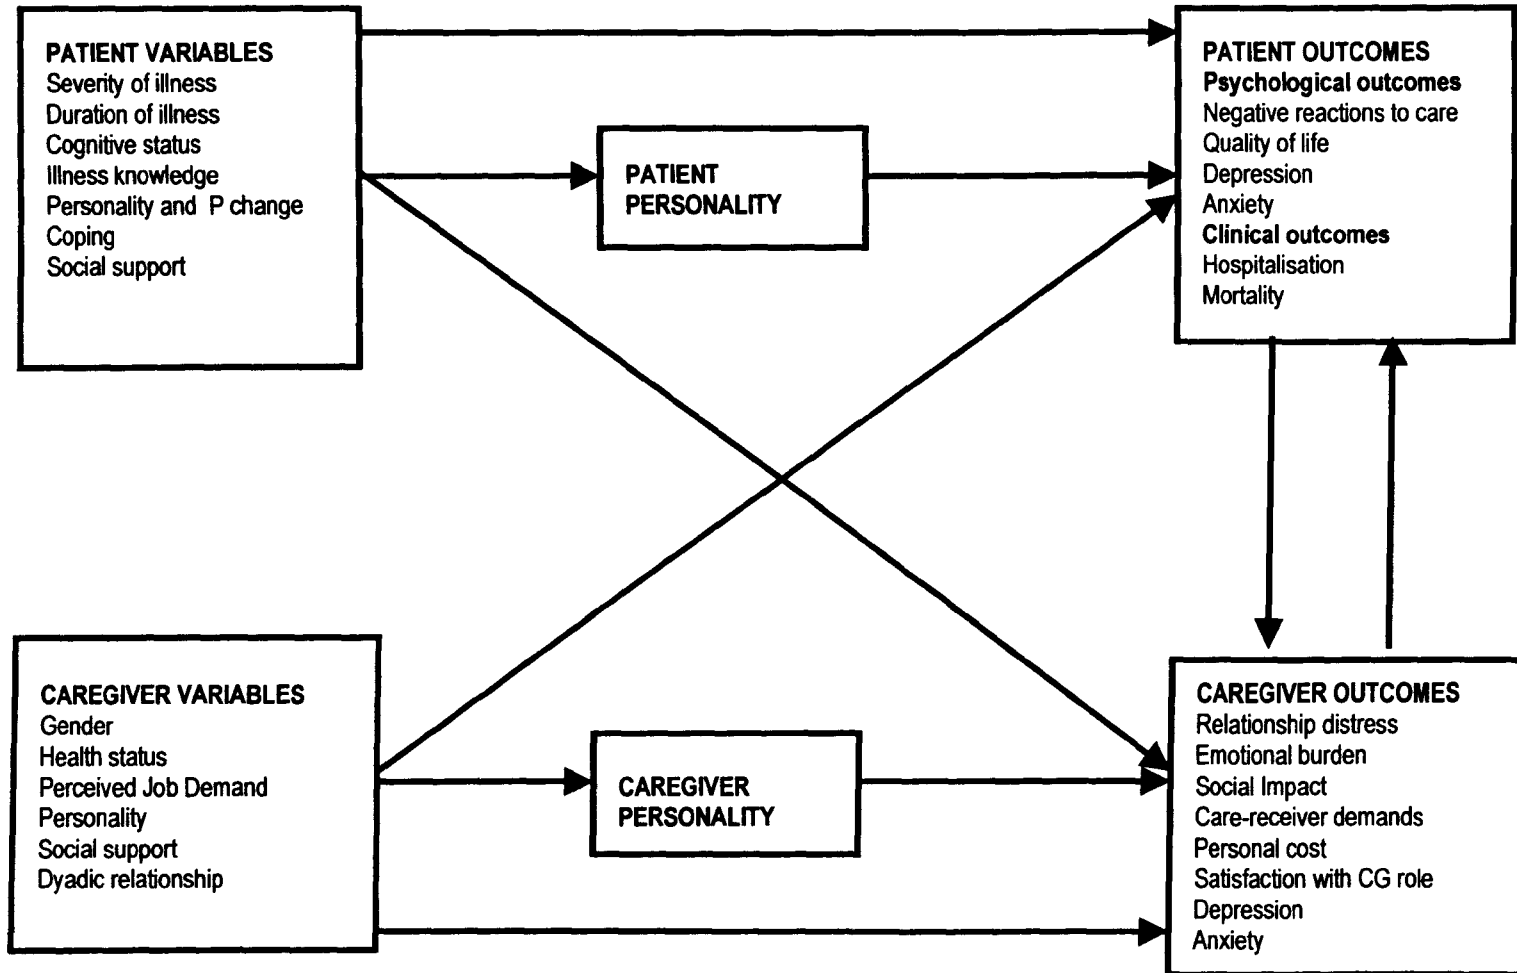 PATIENT VARIABLES
Severity of illness
Duration of illness
Cognitive status
Illness knowledge
Personality and P change
Coping
Social support
PATIENT
PERSONALITY
PATIENT OUTCOMES
Psychological outcomes
Negative reactions to care
Quality of life
Depression
Anxiety
Clinical outcomes
Hospitalisation
Mortality
CAREGIVER VARIABLES
Gender
Health status
Perceived Job Demand
Personality
Social support
Dyadic relationship
CAREGIVER
PERSONALITY
CAREGIVER OUTCOMES
Relationship distress
Emotional burden
Social Impact
Care-receiver demands
Personal cost
Satisfaction with CG role
Depression
Anxiety